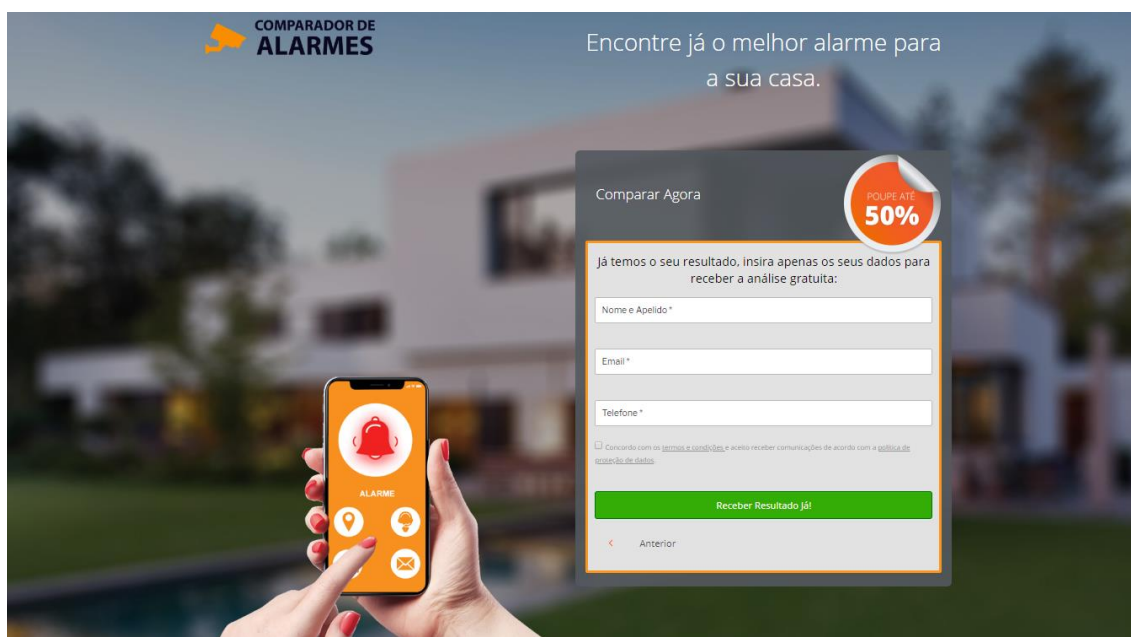 COMPARADOR DE
ALARMES
Encontre já o melhor alarme para
a sua casa.
Comparar Agora
POUPE ATÉ
50%
Já temos o seu resultado, insira apenas os seus dados para
receber a análise gratuita:
Nome e Apelido *
Email *
Telefone *
Concordo com os termos e condições e aceito receber comunicações de acordo com a política de
proteção de dados.
Receber Resultado Já!
Anterior
ALARME